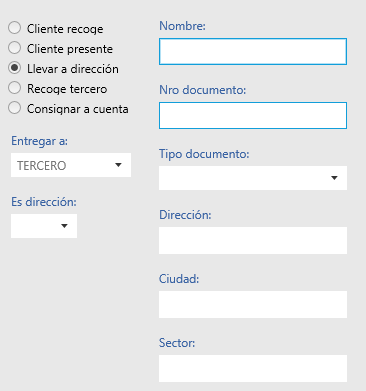 Cliente recoge
Cliente presente
Llevar a dirección
Recoge tercero
Consignar a cuenta
Entregar a:
TERCERO
Es dirección:
Nombre:
Nro documento:
Tipo documento:
Dirección:
Ciudad:
Sector: